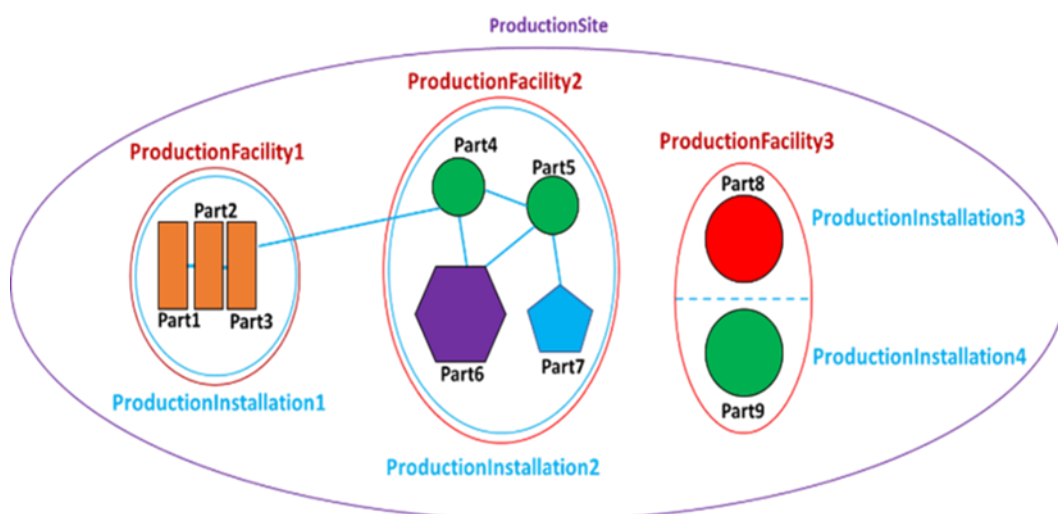 ProductionSite
ProductionFacility2
ProductionFacility1
ProductionFacility3
Part4
Part5
Part8
Part2
ProductionInstallation3
Part1
Part3
ProductionInstallation4
Part6
Part7
ProductionInstallation1
Part9
ProductionInstallation2